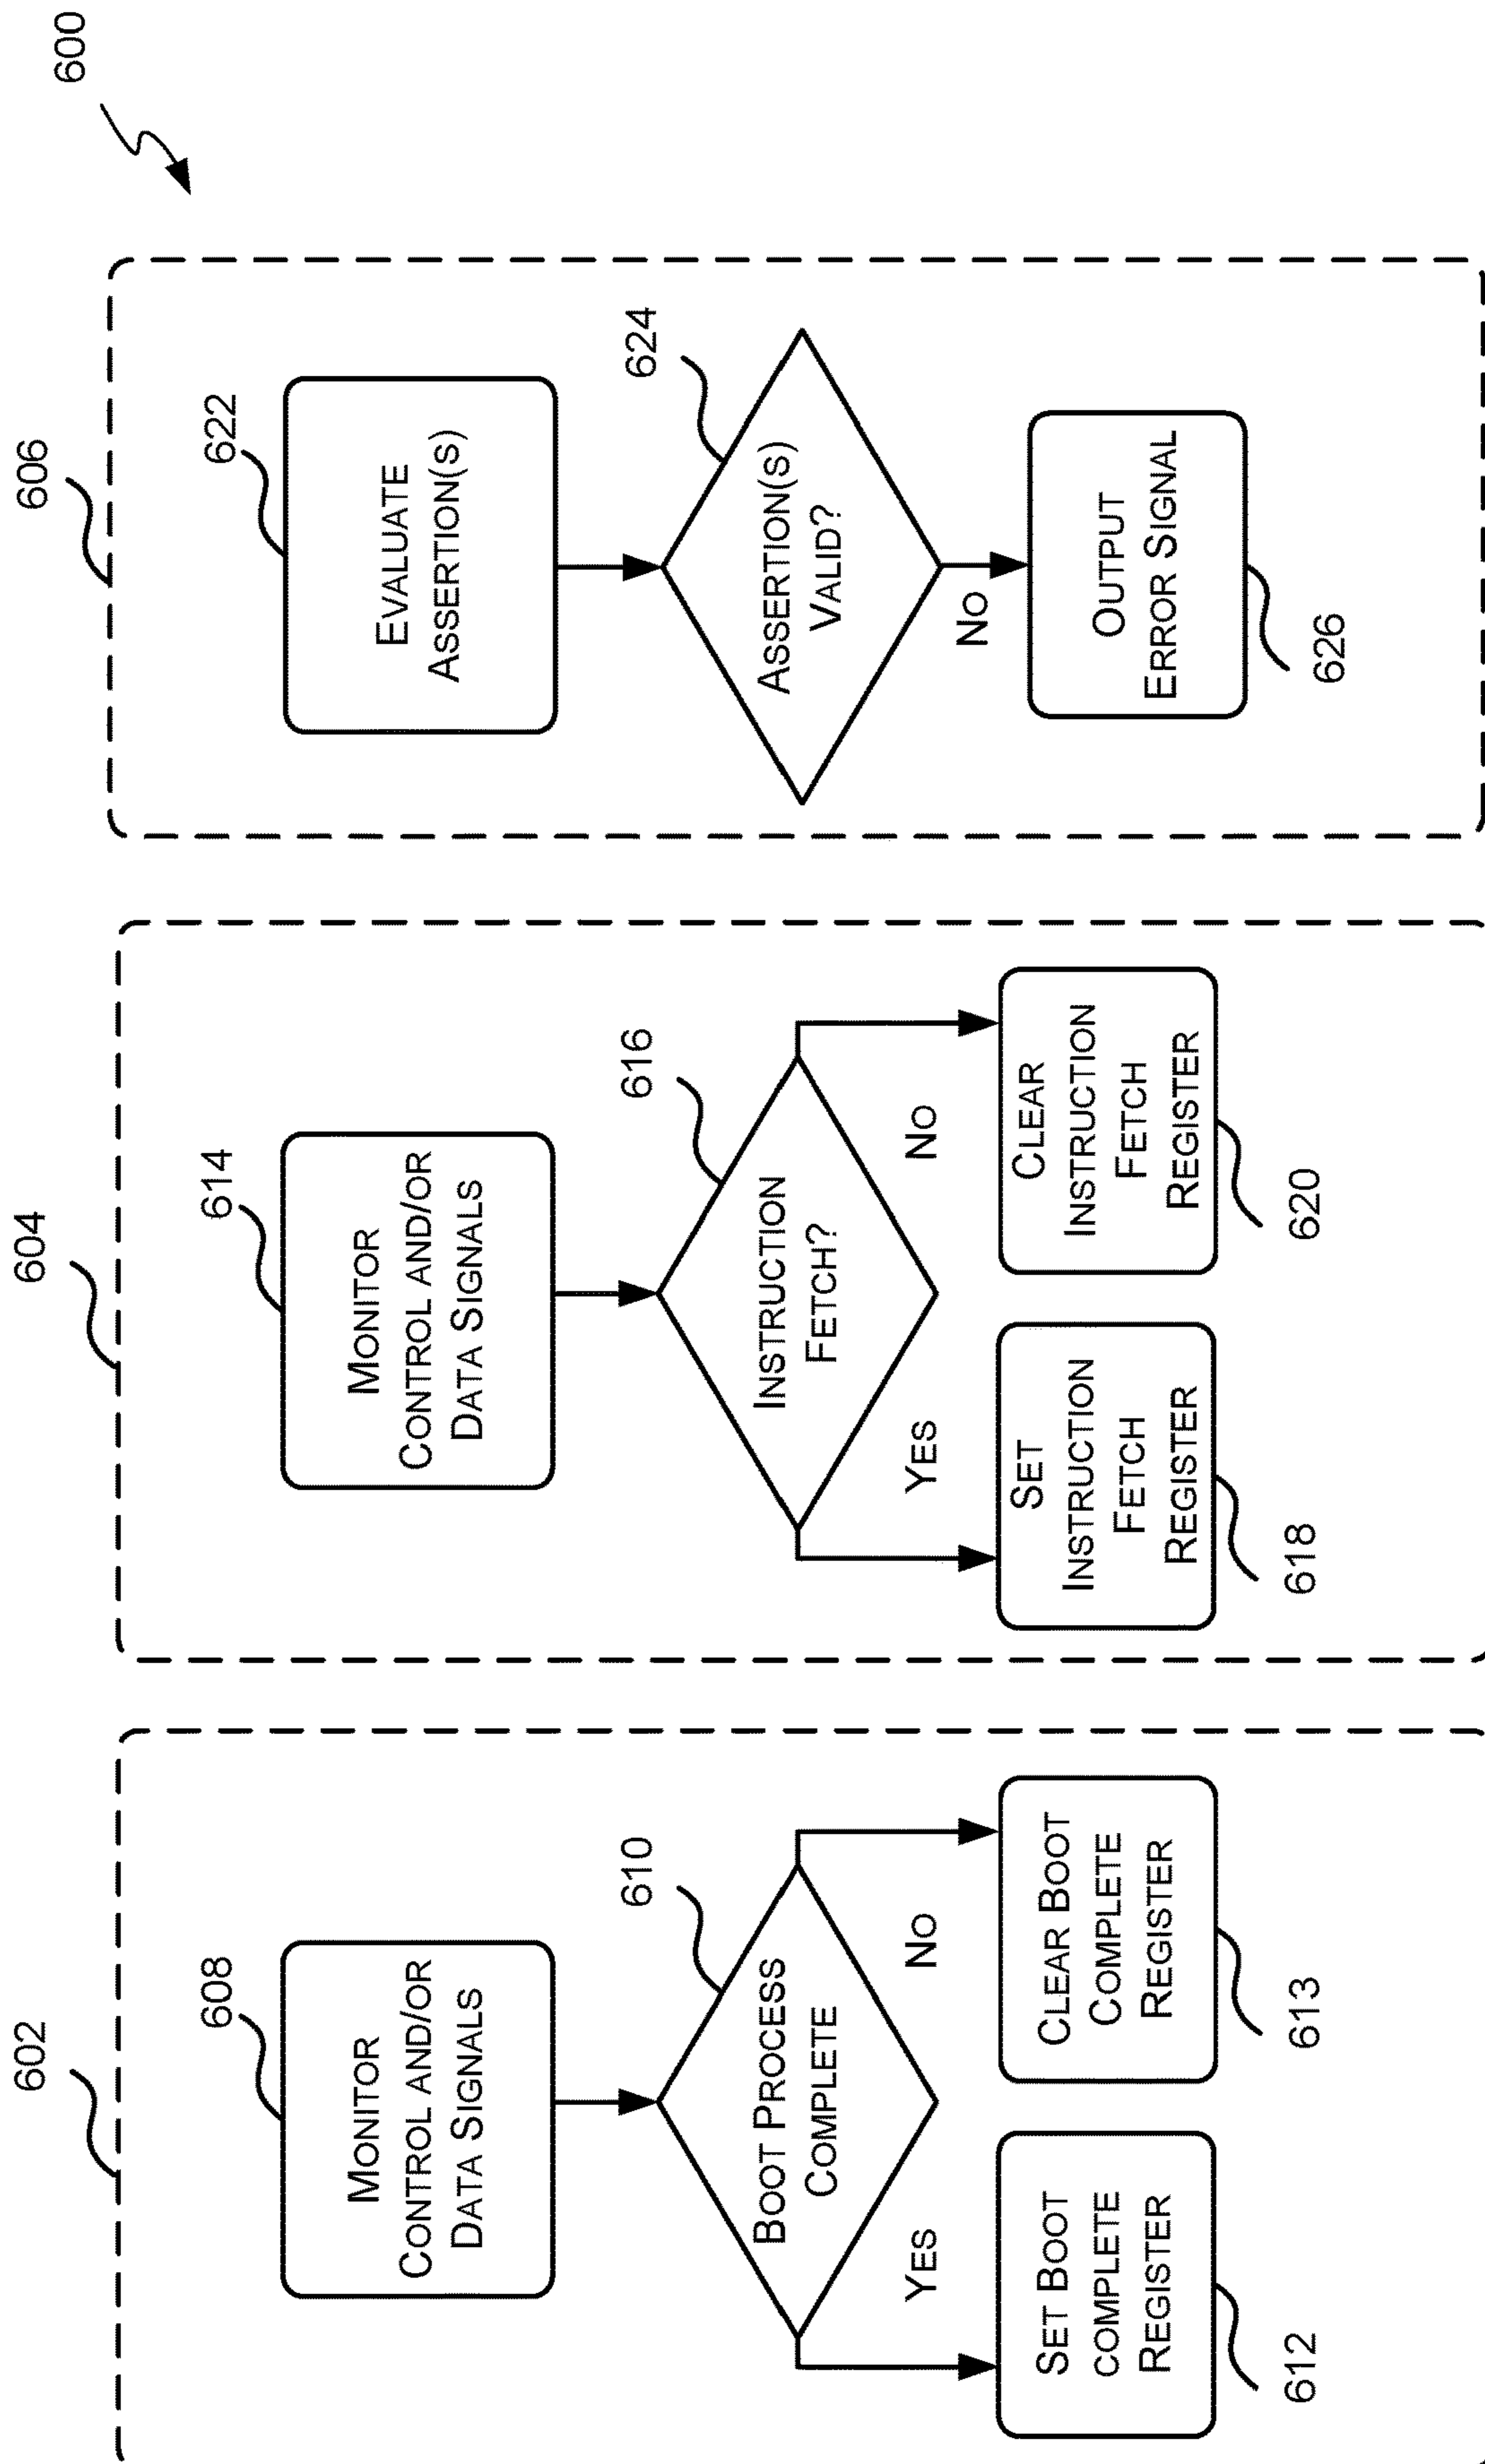 600
602
608
MONITOR
CONTROL AND/OR
DATA SIGNALS
610
BOOT PROCESS
COMPLETE
YES
NO
SET BOOT
COMPLETE
REGISTER
612
CLEAR BOOT
COMPLETE
REGISTER
613
604
614
MONITOR
CONTROL AND/OR
DATA SIGNALS
616
INSTRUCTION
FETCH?
YES
NO
SET
INSTRUCTION
FETCH
REGISTER
618
CLEAR
INSTRUCTION
FETCH
REGISTER
620
606
622
EVALUATE
ASSERTION(S)
624
ASSERTION(S)
VALID?
NO
OUTPUT
ERROR SIGNAL
626